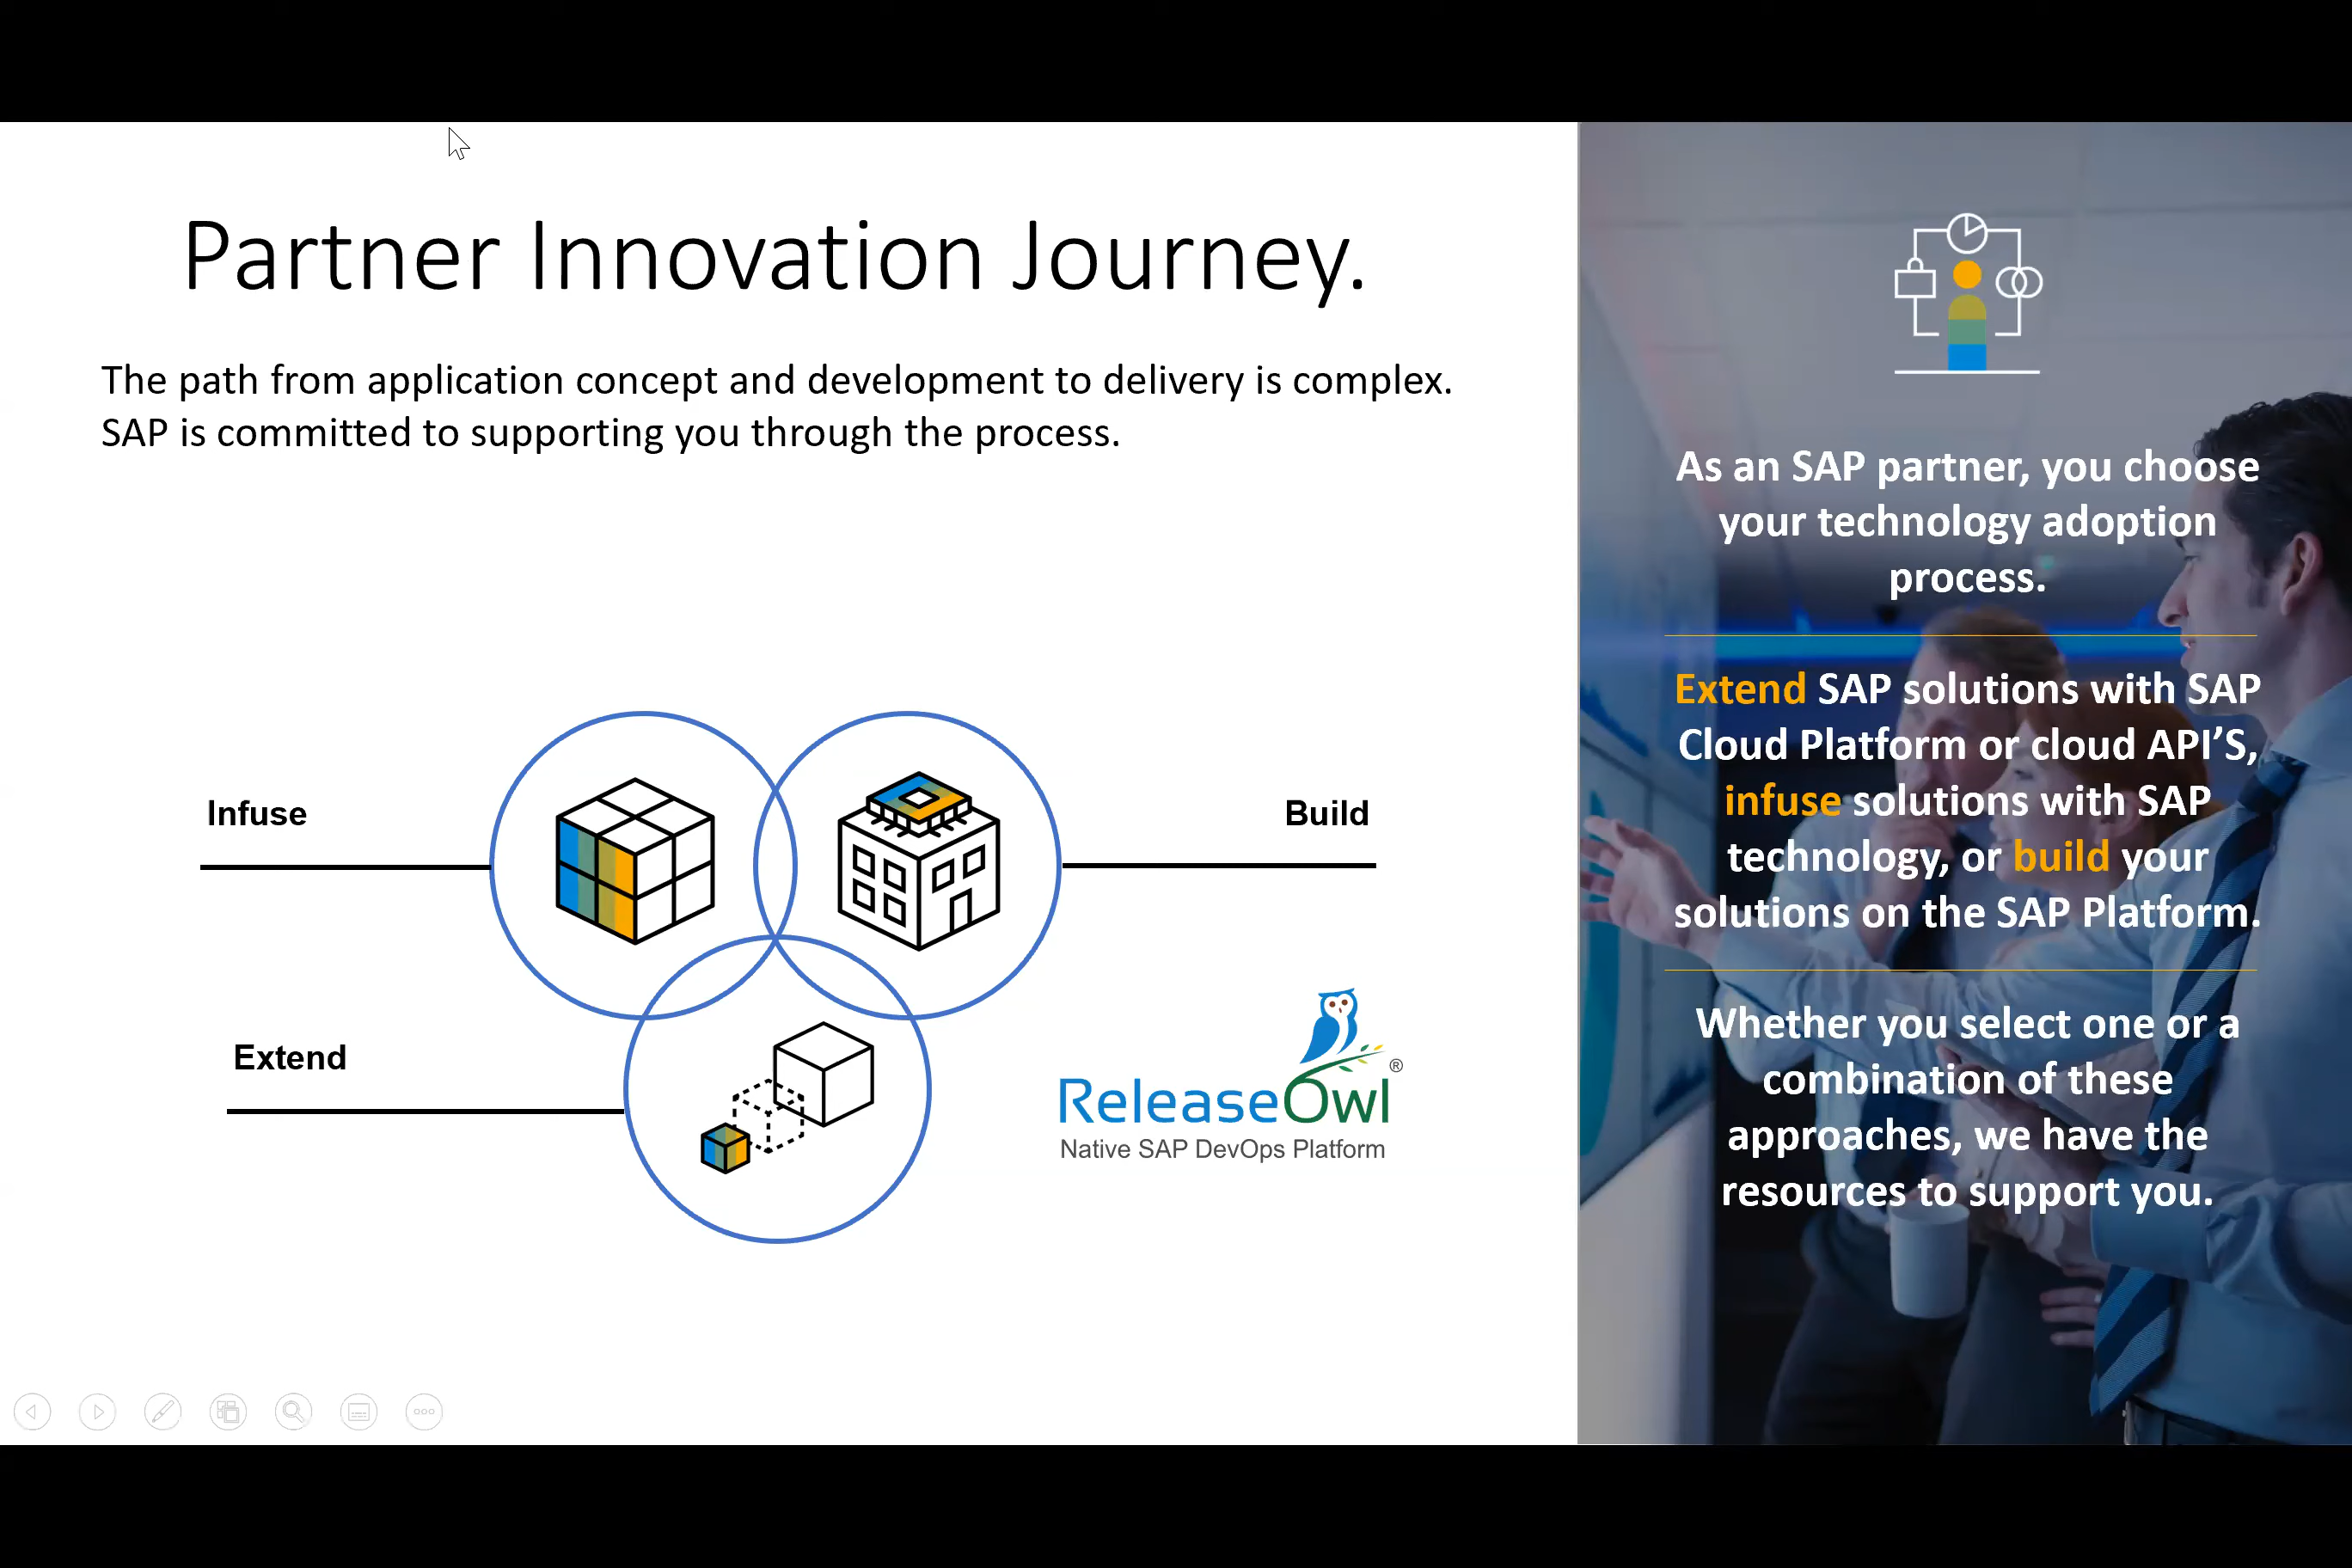 Partner Innovation Journey.
The path from application concept and development to delivery is complex.
SAP is committed to supporting you through the process.
Infuse
Build
Extend
ReleaseOwl®
Native SAP DevOps Platform
As an SAP partner, you choose
your technology adoption
process.
Extend SAP solutions with SAP
Cloud Platform or cloud API’S,
infuse solutions with SAP
technology, or build your
solutions on the SAP Platform.
Whether you select one or a
combination of these
approaches, we have the
resources to support you.